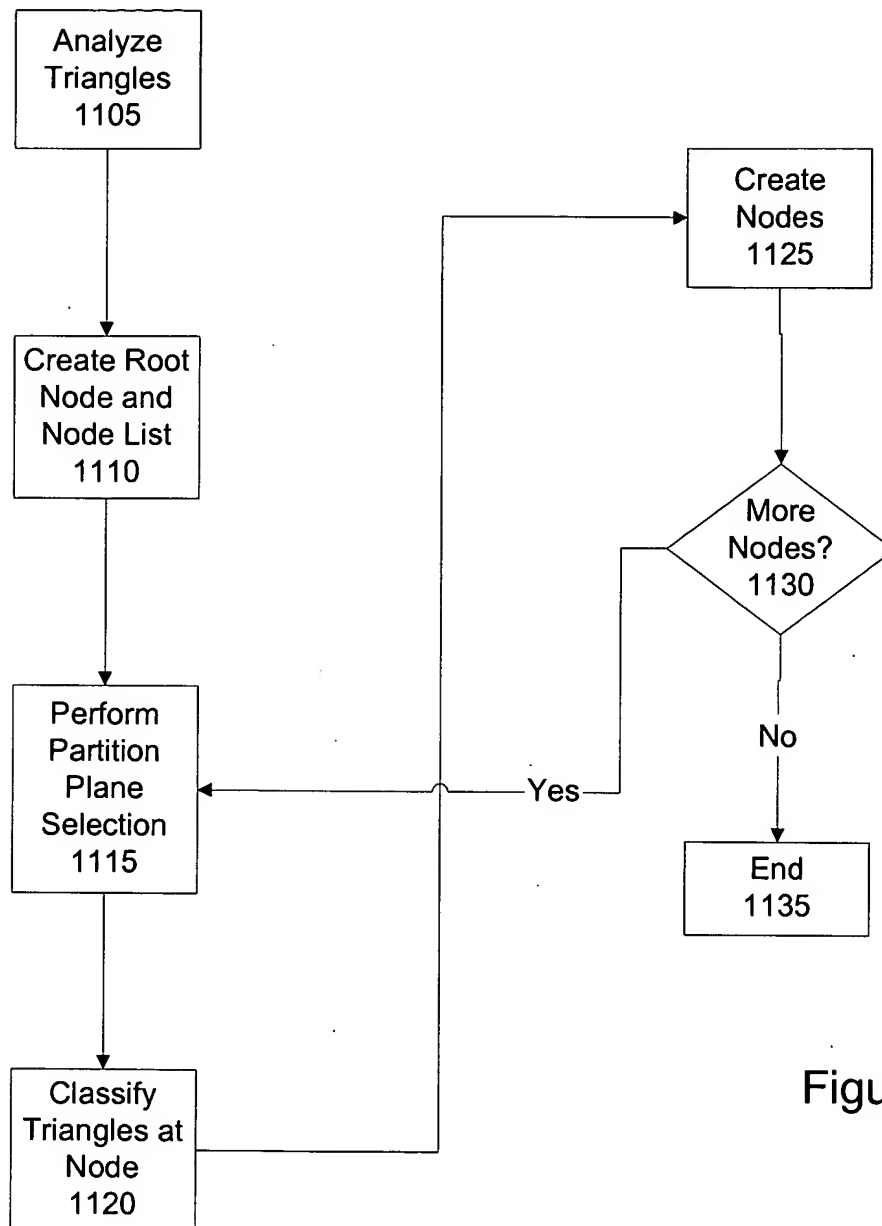 Analyze
Triangles
1105
Create Root
Node and
Node List
1110
Perform
Partition
Plane
Selection
1115
Classify
Triangles at
Node
1120
Create
Nodes
1125
More
Nodes?
1130
Yes
No
End
1135